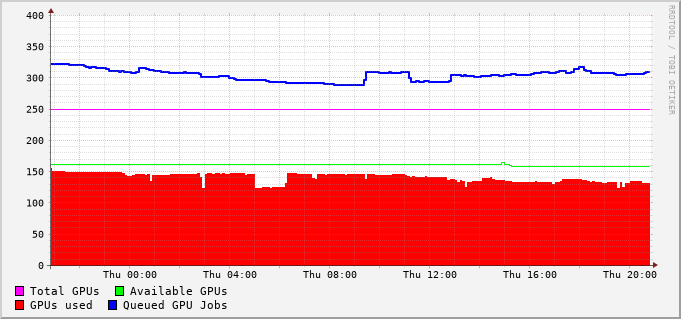 400
350
300
250
200
150
100
50
0
Thu 00:00 Thu 04:00 Thu 08:00 Thu 12:00 Thu 16:00 Thu 20:00
Total GPUs Available GPUs
GPUs used Queued GPU Jobs
RRDTOOL / TOBI OETIKER